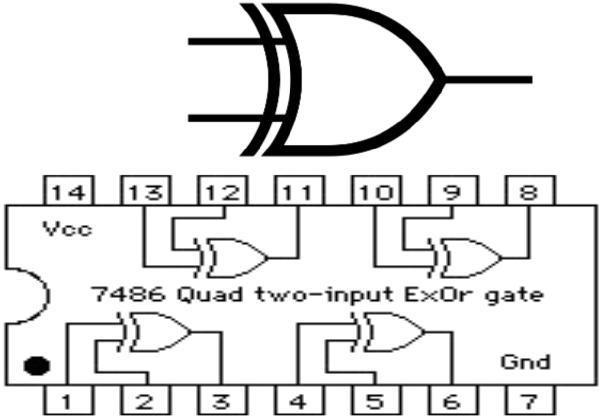 14 13 12 11 10 9 8
Vcc
7486 Quad two-input ExOr gate
Gnd
1 2 3 4 5 6 7